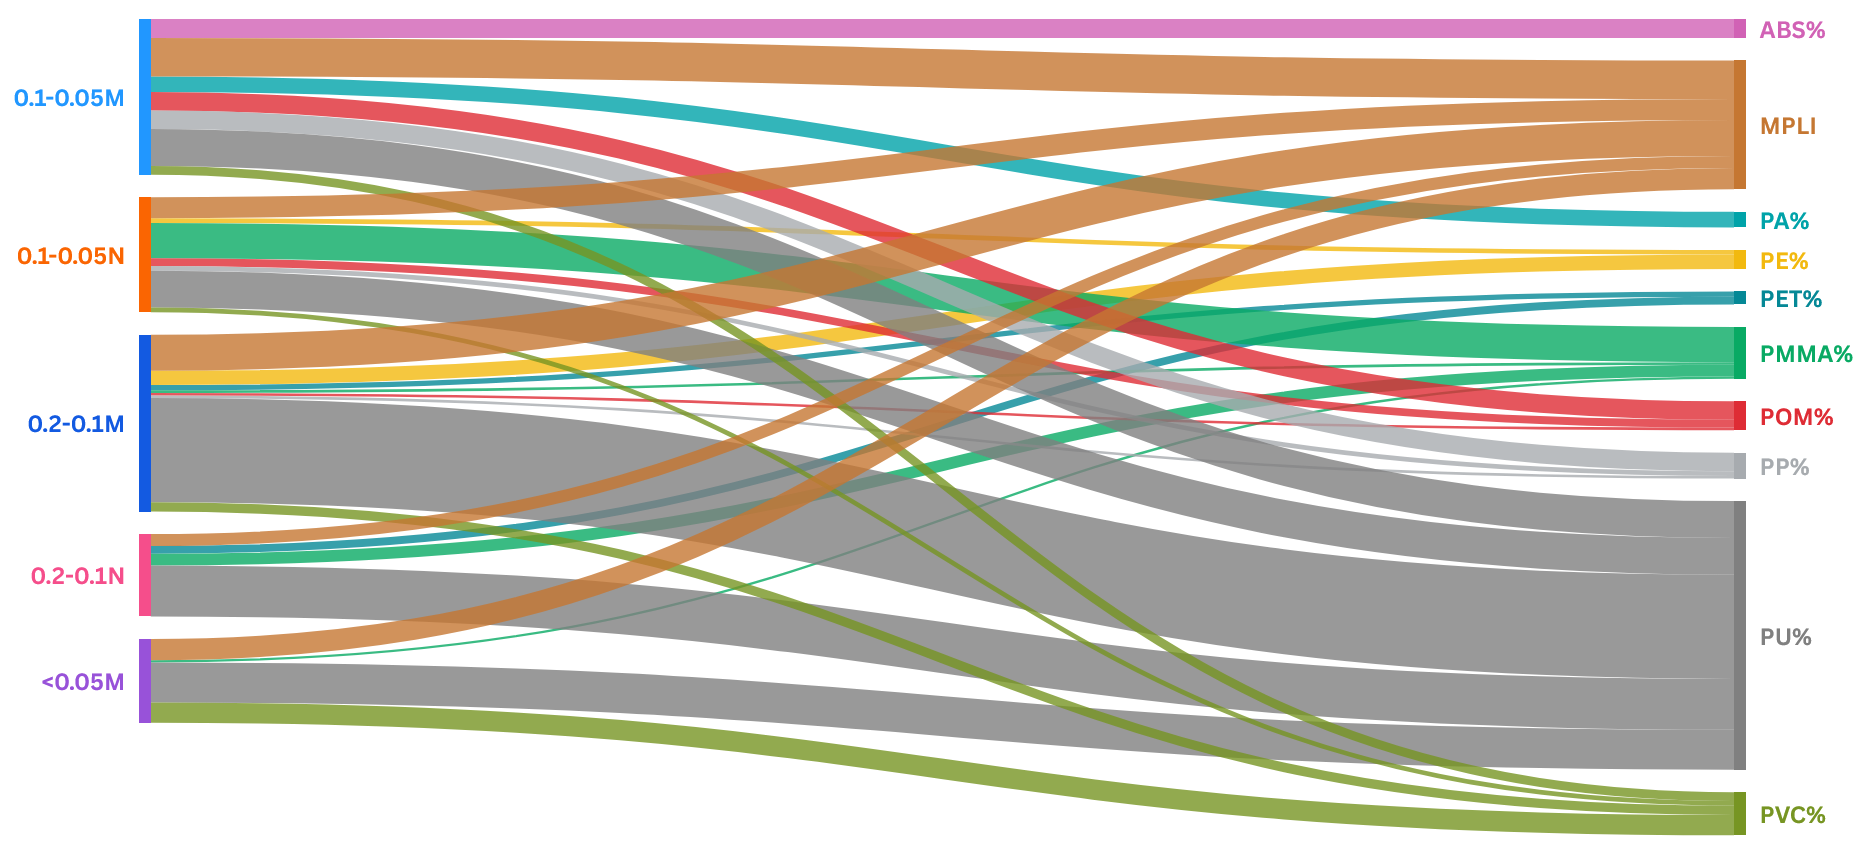 0.1-0.05M
0.1-0.05N
0.2-0.1M
0.2-0.1N
<0.05M
ABS%
MPLI
PA%
PE%
PET%
PMMA%
POM%
PP%
PU%
PVC%